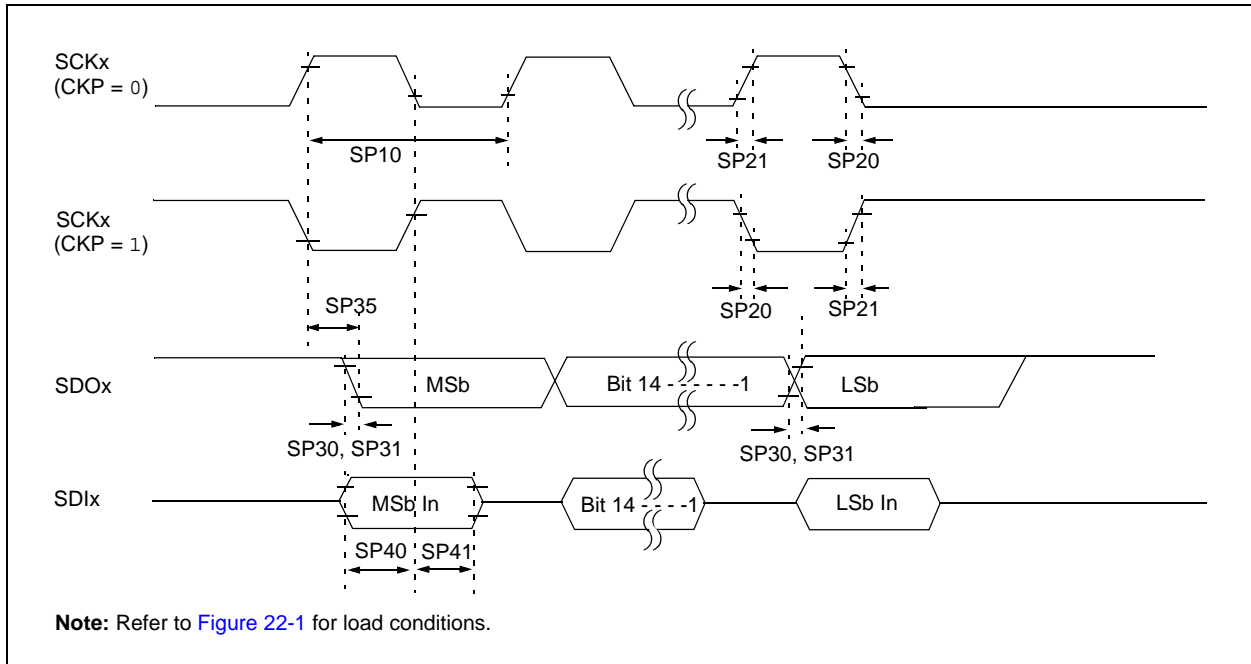 SCKx
(CKP = 0)
SP10
SP21
SP20
SCKx
(CKP = 1)
SP35
SP20
SP21
SDOx
MSb
Bit 14 - - - - - -1
LSb
SP30, SP31
SP30, SP31
SDIx
MSb In
Bit 14 - - - -1
LSb In
SP40
SP41
Note: Refer to Figure 22-1 for load conditions.